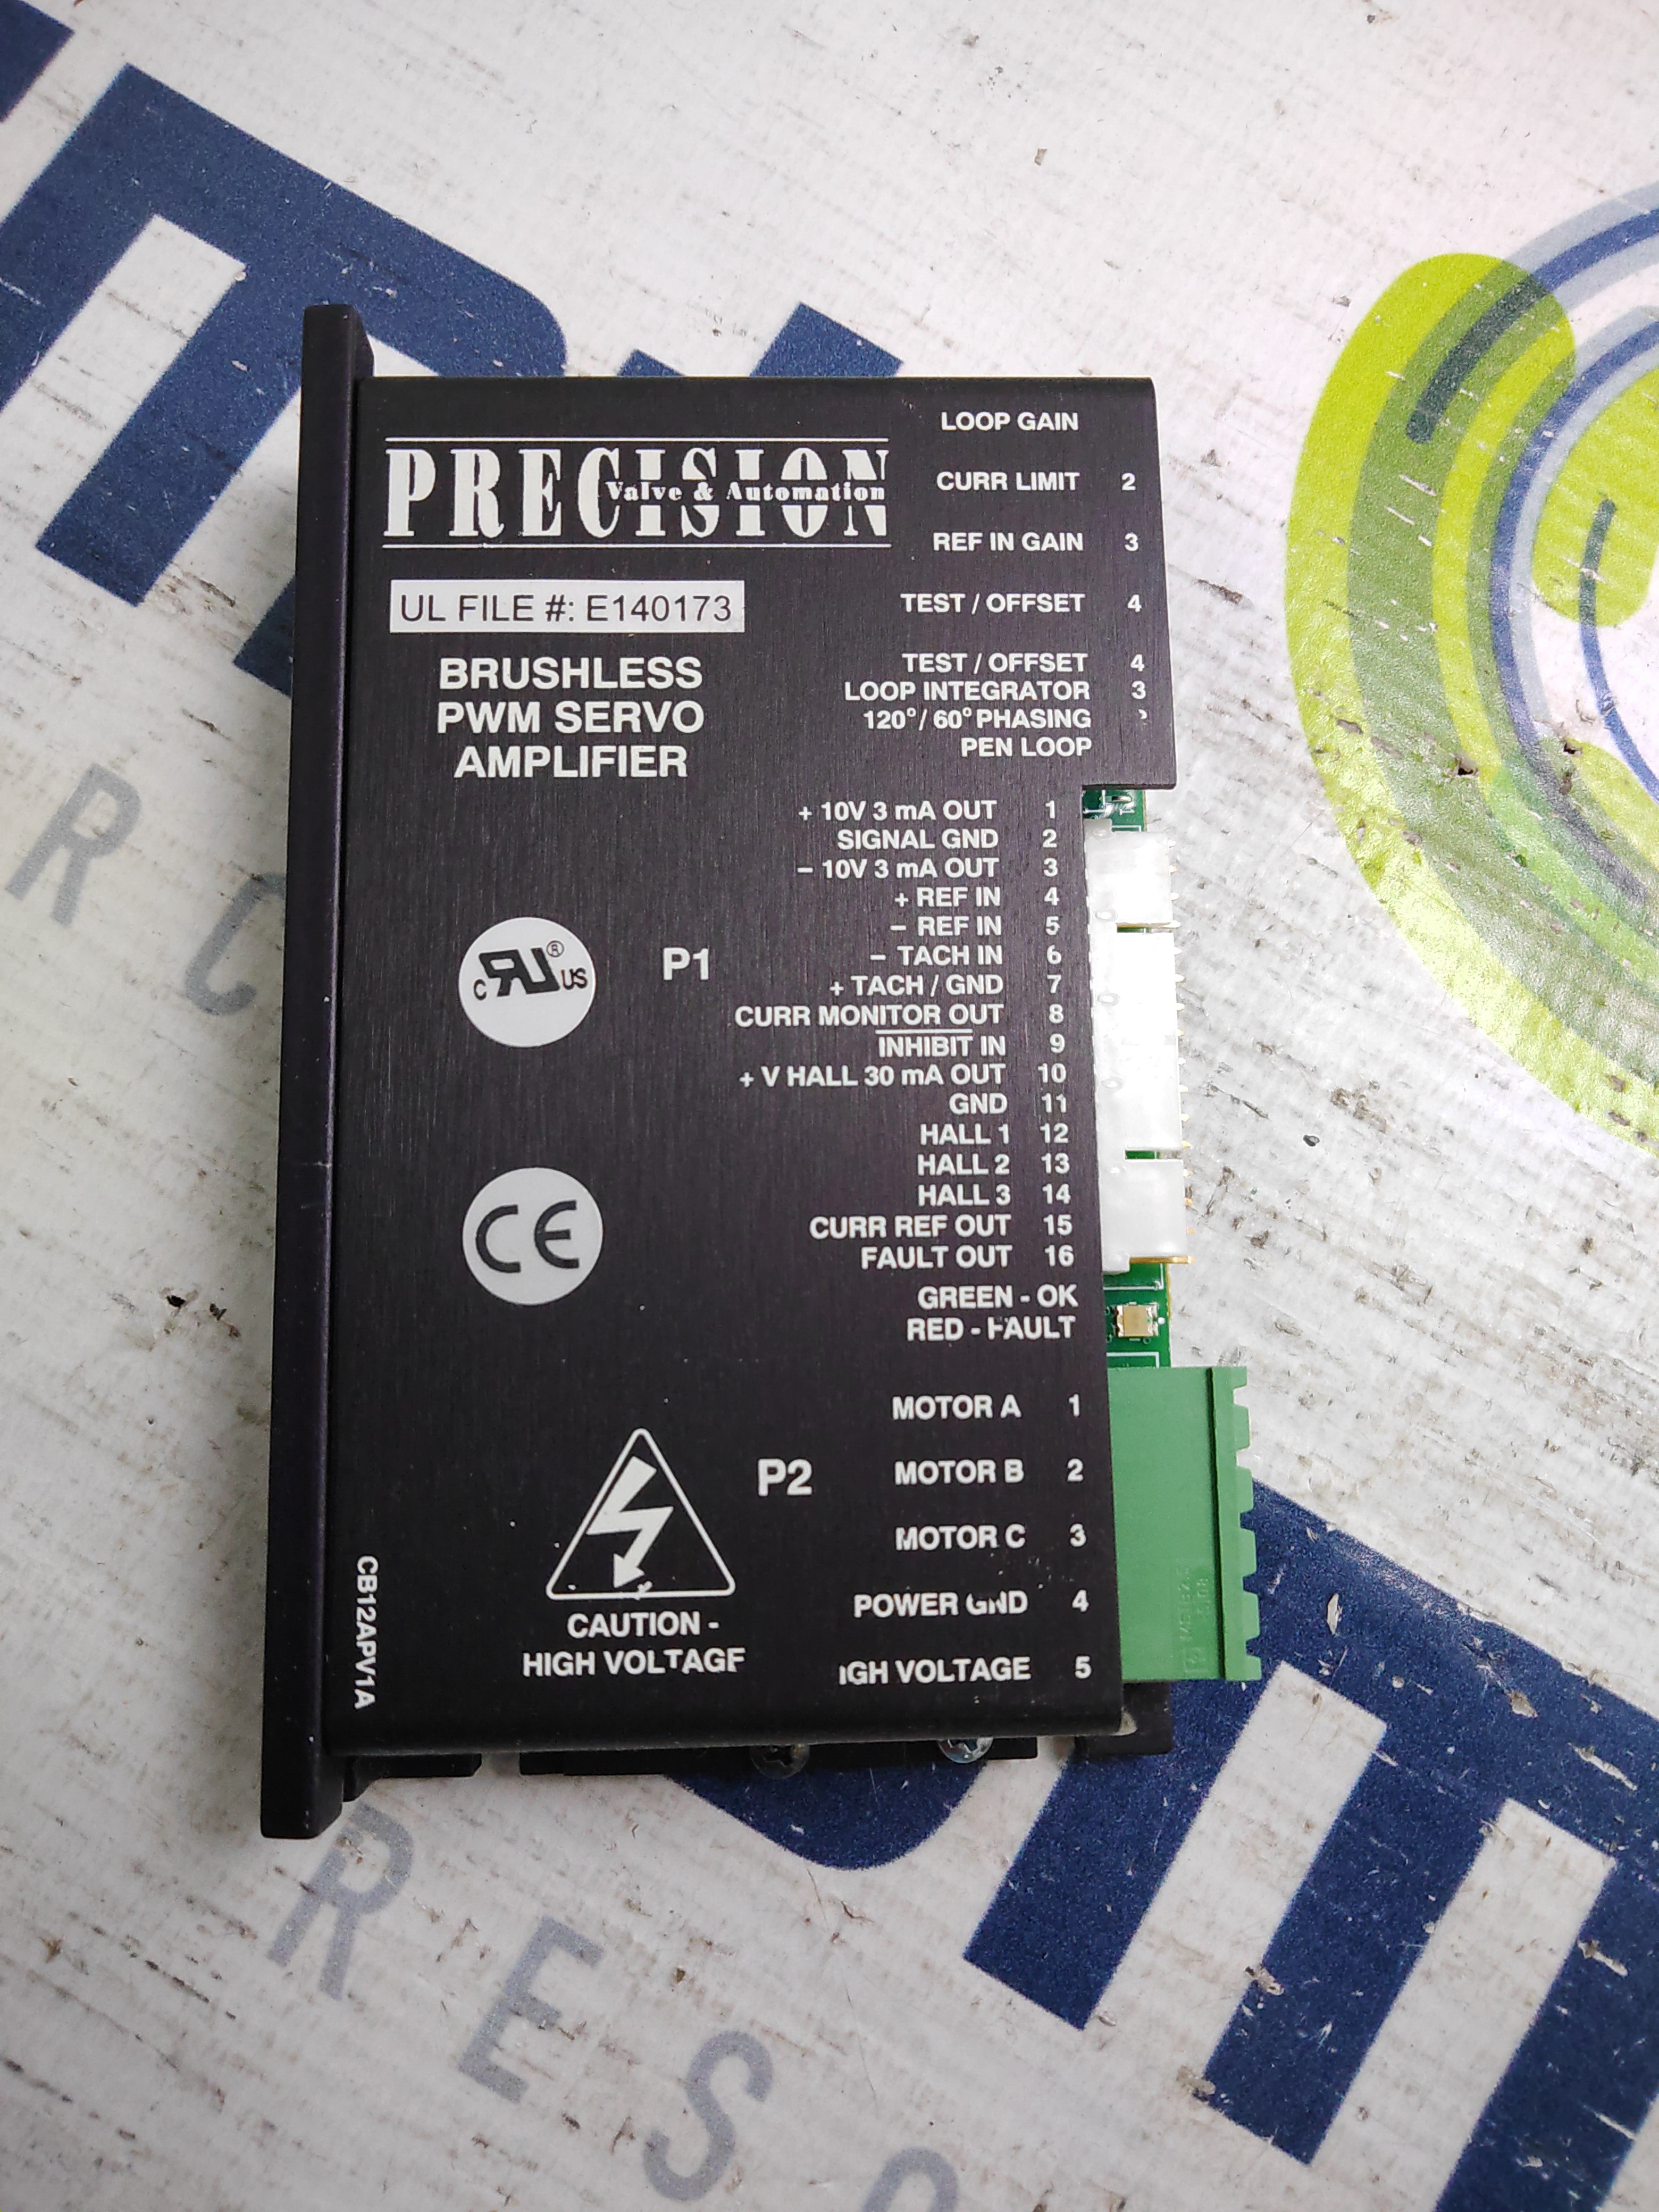 PRECISION
Valve & Automation
UL FILE #: E140173
BRUSHLESS
PWM SERVO
AMPLIFIER
LOOP GAIN
CURR LIMIT 2
REF IN GAIN 3
TEST / OFFSET 4
TEST / OFFSET 4
LOOP INTEGRATOR 3
120° / 60° PHASING
PEN LOOP
P1
+ 10V 3 mA OUT 1
SIGNAL GND 2
– 10V 3 mA OUT 3
+ REF IN 4
– REF IN 5
– TACH IN 6
+ TACH / GND 7
CURR MONITOR OUT 8
INHIBIT IN 9
+ V HALL 30 mA OUT 10
GND 11
HALL 1 12
HALL 2 13
HALL 3 14
CURR REF OUT 15
FAULT OUT 16
GREEN - OK
RED - FAULT
c RU ® US
CE
P2
MOTOR A 1
MOTOR B 2
MOTOR C 3
POWER GND 4
IGH VOLTAGE 5
CAUTION -
HIGH VOLTAGE
CB12APV1A
R C
R E S